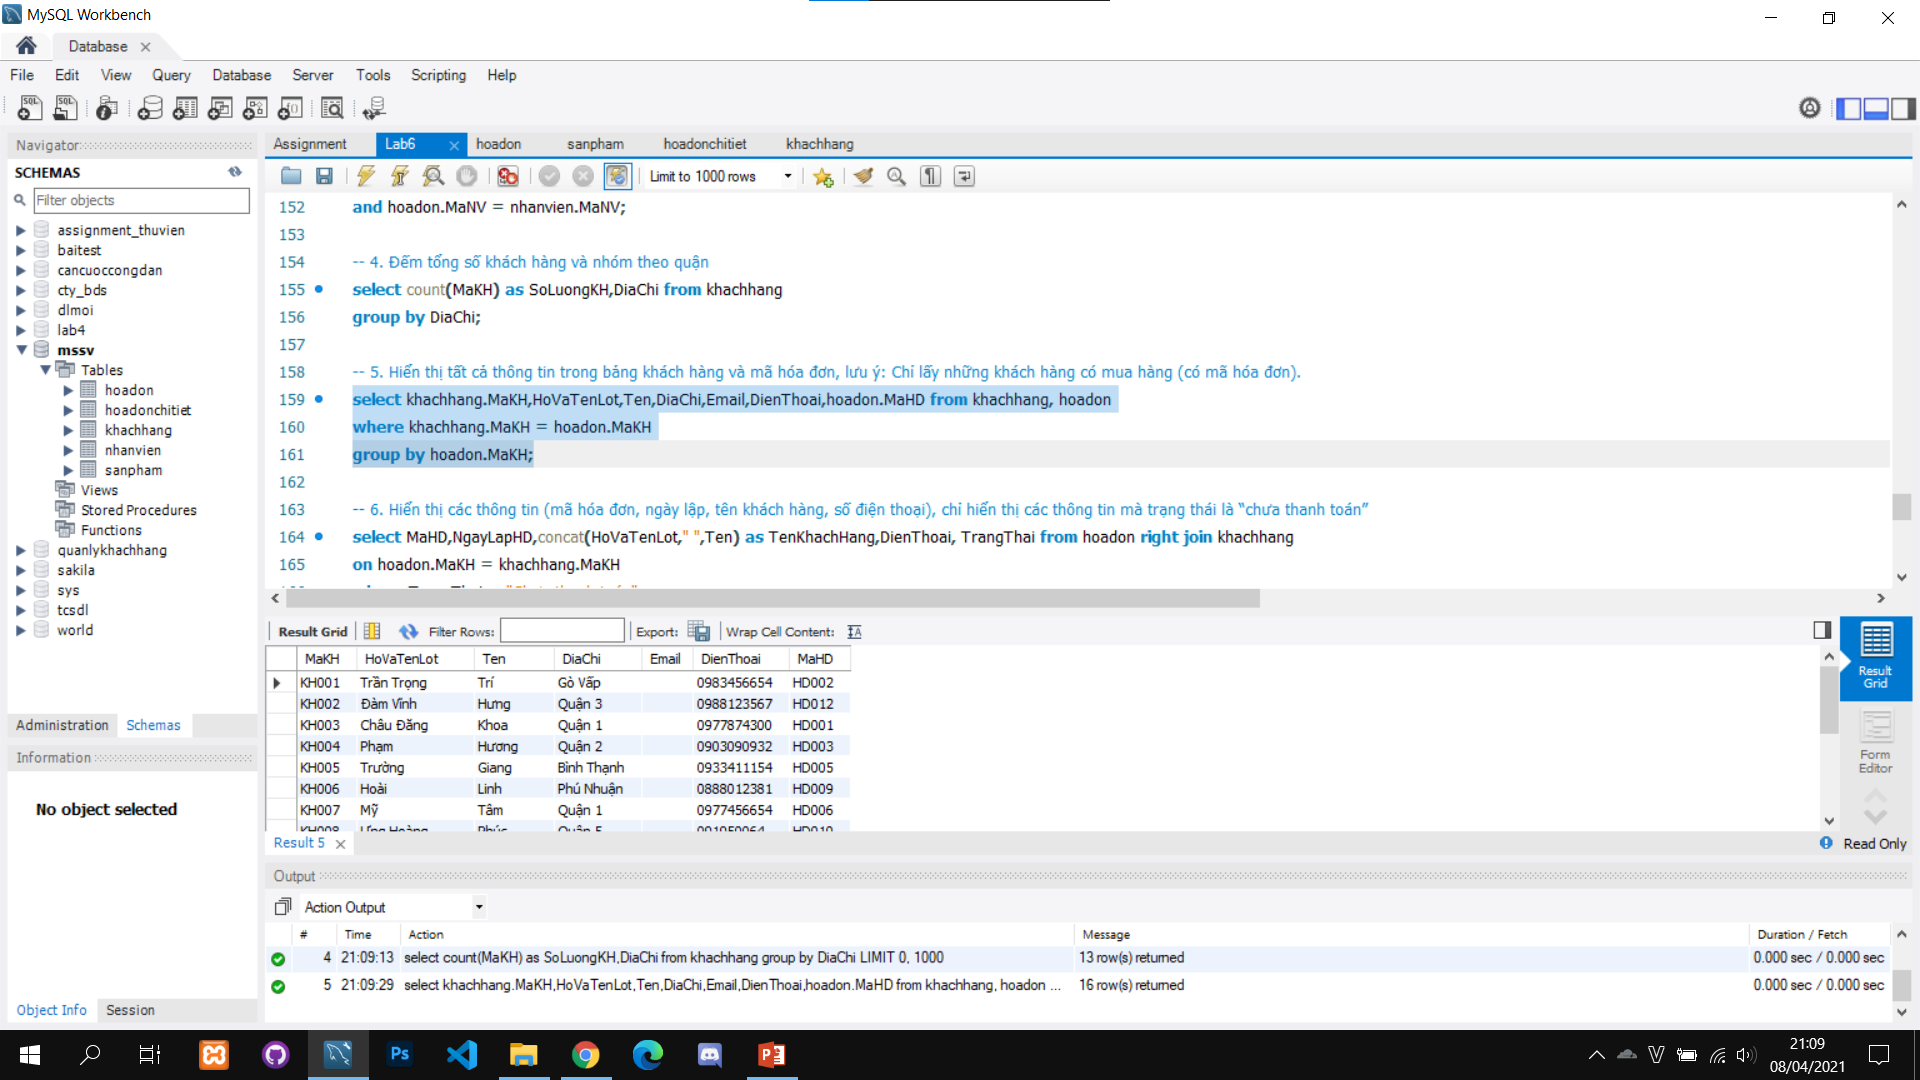 MySQL Workbench
Database
File Edit View Query Database Server Tools Scripting Help
Navigator
SCHEMAS
Filter objects
assignment_thuvien
baitest
cancuoccongdan
cty_bds
dlmoi
lab4
mssv
Tables
hoadon
hoadonchitiet
khachhang
nhanvien
sanpham
Views
Stored Procedures
Functions
quanlykhachhang
sakila
sys
tcsdl
world
Administration Schemas
Information
No object selected
Object Info Session
Assignment Lab6 hoadon sanpham hoadonchitiet khachhang
Limit to 1000 rows
152 and hoadon.MaNV = nhanvien.MaNV;
153
154 -- 4. Đếm tổng số khách hàng và nhóm theo quận
155 select count(MaKH) as SoLuongKH,DiaChi from khachhang
156 group by DiaChi;
157
158 -- 5. Hiển thị tất cả thông tin trong bảng khách hàng và mã hóa đơn, lưu ý: Chỉ lấy những khách hàng có mua hàng (có mã hóa đơn).
159 select khachhang.MaKH,HoVaTenLot,Ten,DiaChi,Email,DienThoai,hoadon.MaHD from khachhang, hoadon
160 where khachhang.MaKH = hoadon.MaKH
161 group by hoadon.MaKH;
162
163 -- 6. Hiển thị các thông tin (mã hóa đơn, ngày lập, tên khách hàng, số điện thoại), chỉ hiển thị các thông tin mà trạng thái là “chưa thanh toán”
164 select MaHD,NgayLapHD,concat(HoVaTenLot," ",Ten) as TenKhachHang,DienThoai, TrangThai from hoadon right join khachhang
165 on hoadon.MaKH = khachhang.MaKH
Result Grid Filter Rows: Export: Wrap Cell Content:
MaKH HoVaTenLot Ten DiaChi Email DienThoai MaHD
KH001 Trần Trọng Trí Gò Vấp 0983456654 HD002
KH002 Đàm Vĩnh Hưng Quận 3 0988123567 HD012
KH003 Châu Đăng Khoa Quận 1 0977874300 HD001
KH004 Phạm Hương Quận 2 0903090932 HD003
KH005 Trường Giang Bình Thạnh 0933411154 HD005
KH006 Hoài Linh Phú Nhuận 0888012381 HD009
KH007 Mỹ Tâm Quận 1 0977456654 HD006
Result Grid
Form Editor
Result 5
Read Only
Output
Action Output
# Time Action Message Duration / Fetch
4 21:09:13 select count(MaKH) as SoLuongKH,DiaChi from khachhang group by DiaChi LIMIT 0, 1000 13 row(s) returned 0.000 sec / 0.000 sec
5 21:09:29 select khachhang.MaKH,HoVaTenLot,Ten,DiaChi,Email,DienThoai,hoadon.MaHD from khachhang, hoadon ... 16 row(s) returned 0.000 sec / 0.000 sec
Ps
21:09
08/04/2021